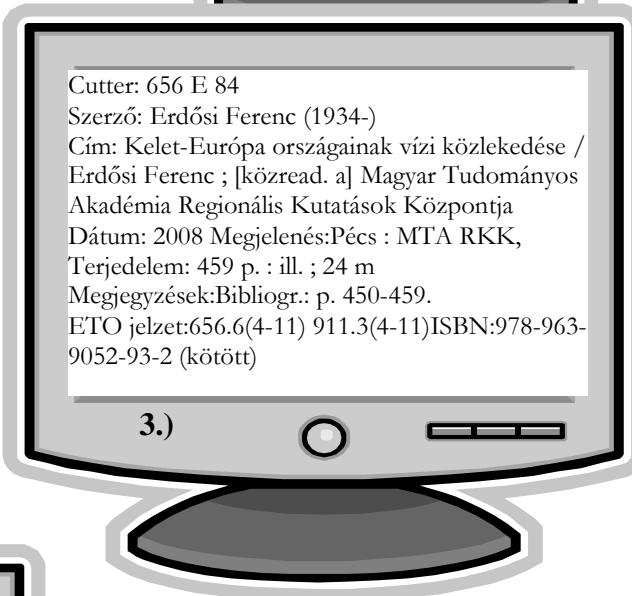 Cutter: 656 E 84
Szerző: Erdősi Ferenc (1934-)
Cím: Kelet-Európa országainak vízi közlekedése /
Erdősi Ferenc ; [közread. a] Magyar Tudományos
Akadémia Regionális Kutatások Központja
Dátum: 2008 Megjelenés:Pécs : MTA RKK,
Terjedelem: 459 p. : ill. ; 24 m
Megjegyzések:Bibliogr.: p. 450-459.
ETO jelzet:656.6(4-11) 911.3(4-11)ISBN:978-963-
9052-93-2 (kötött)
3.)